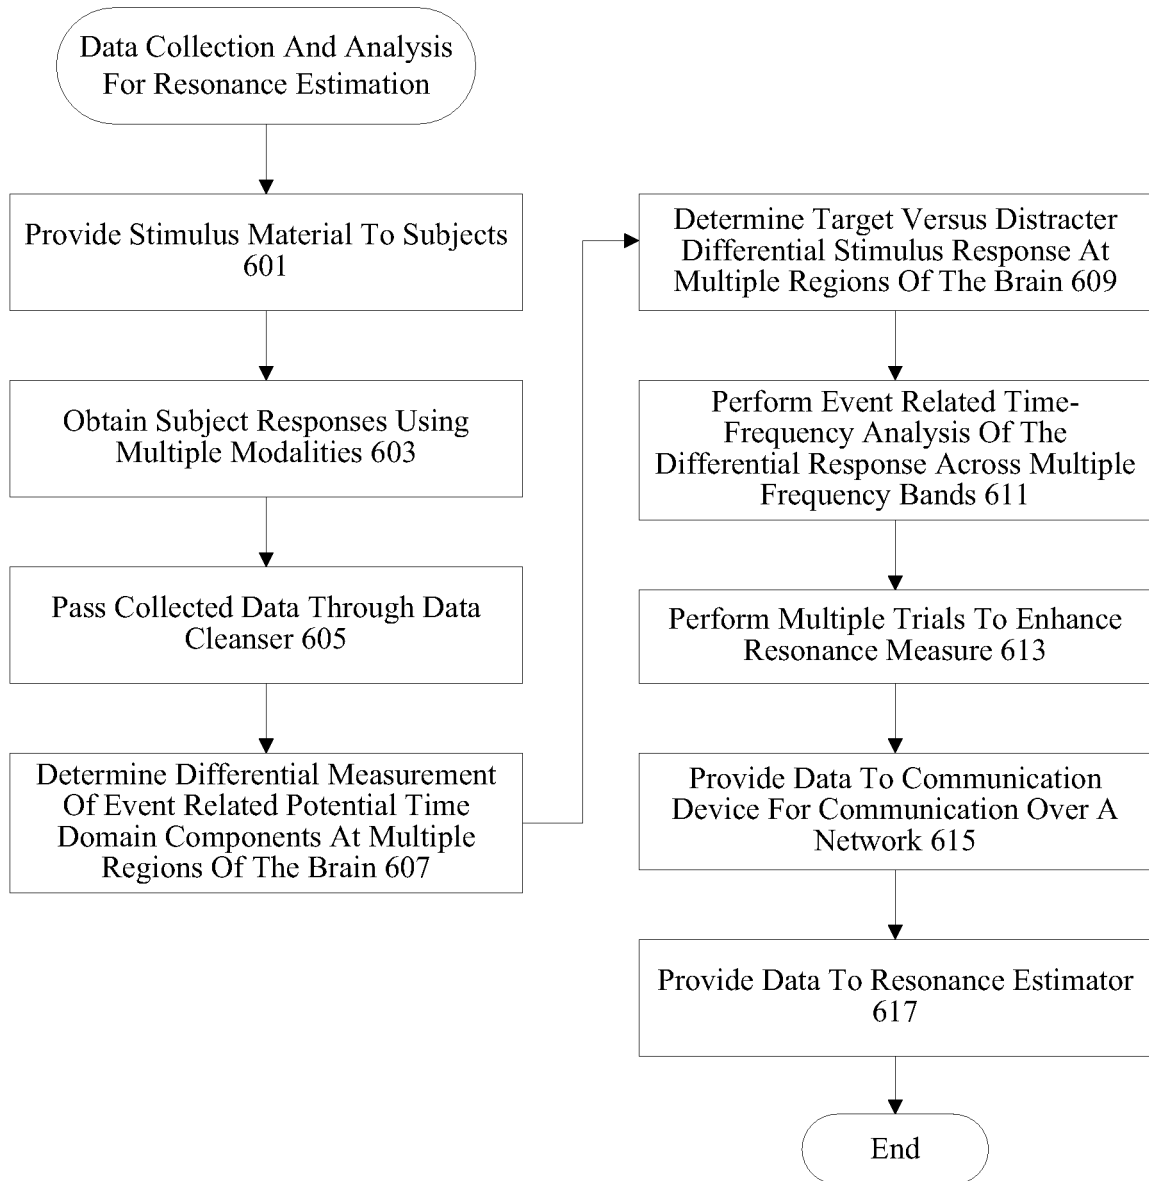 Data Collection And Analysis
For Resonance Estimation
Provide Stimulus Material To Subjects
601
Obtain Subject Responses Using
Multiple Modalities 603
Pass Collected Data Through Data
Cleanser 605
Determine Differential Measurement
Of Event Related Potential Time
Domain Components At Multiple
Regions Of The Brain 607
Determine Target Versus Distracter
Differential Stimulus Response At
Multiple Regions Of The Brain 609
Perform Event Related Time-
Frequency Analysis Of The
Differential Response Across Multiple
Frequency Bands 611
Perform Multiple Trials To Enhance
Resonance Measure 613
Provide Data To Communication
Device For Communication Over A
Network 615
Provide Data To Resonance Estimator
617
End